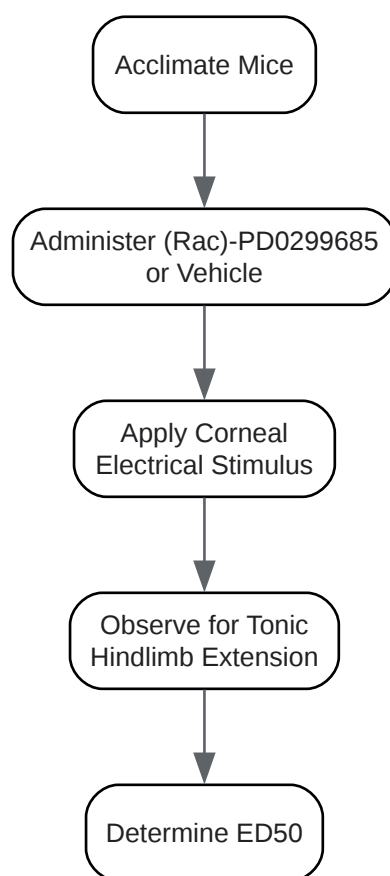 Acclimate Mice
Administer (Rac)-PD0299685
or Vehicle
Apply Corneal
Electrical Stimulus
Observe for Tonic
Hindlimb Extension
Determine ED50